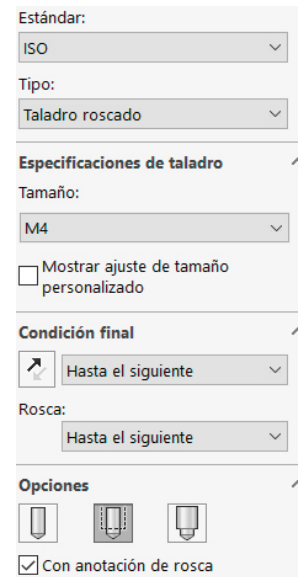 Estándar:
ISO
Tipo:
Taladro roscado
Especificaciones de taladro
Tamaño:
M4
Mostrar ajuste de tamaño
personalizado
Condición final
Hasta el siguiente
Rosca:
Hasta el siguiente
Opciones
Con anotación de rosca